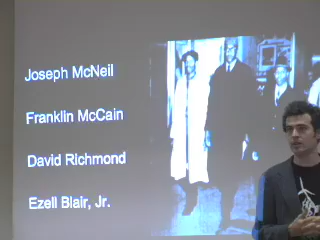 Joseph McNeil
Franklin McCain
David Richmond
Ezell Blair, Jr.